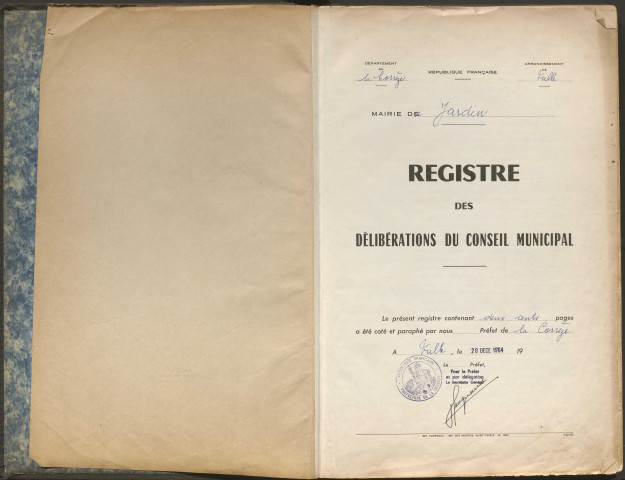 DÉPARTEMENT
la Corrèze
RÉPUBLIQUE FRANÇAISE
ARRONDISSEMENT
DE
Tulle
MAIRIE DE Jardin
REGISTRE
DES
DÉLIBÉRATIONS DU CONSEIL MUNICIPAL
Le présent registre contenant deux cents pages
a été coté et paraphé par nous Préfet de la Corrèze
A Tulle, le 28 DECE 1964 19
Le Préfet,
Pour le Préfet
et par délégation
Le Secrétaire Général